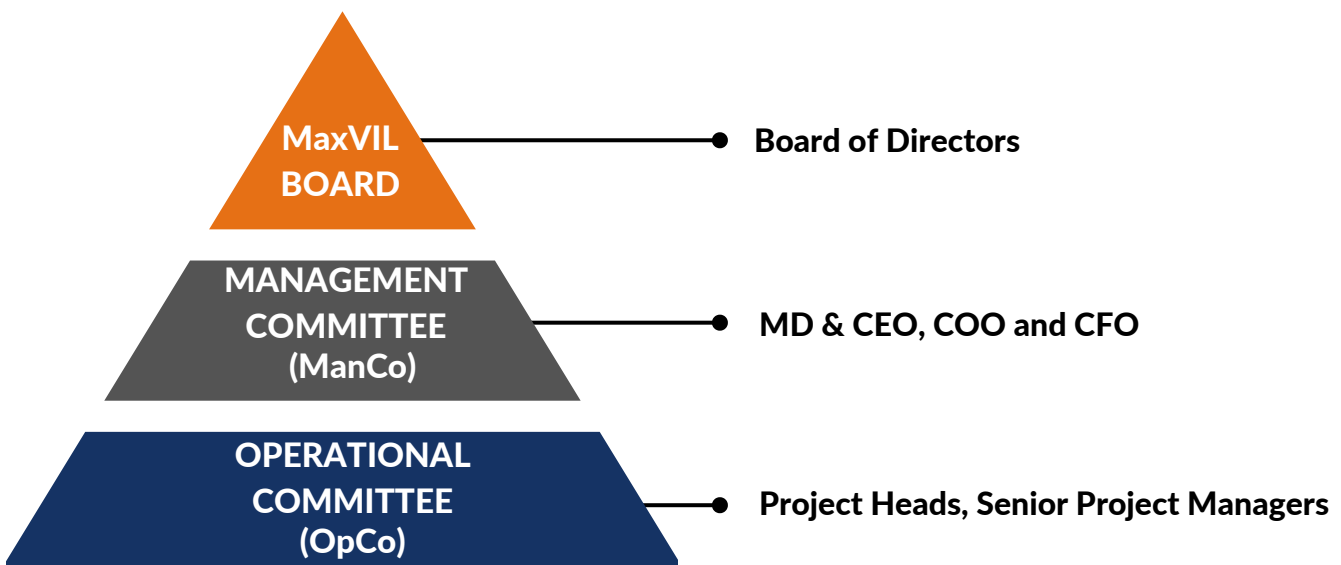 MaxVIL
BOARD
Board of Directors
MANAGEMENT
COMMITTEE
(ManCo)
MD & CEO, COO and CFO
OPERATIONAL
COMMITTEE
(OpCo)
Project Heads, Senior Project Managers